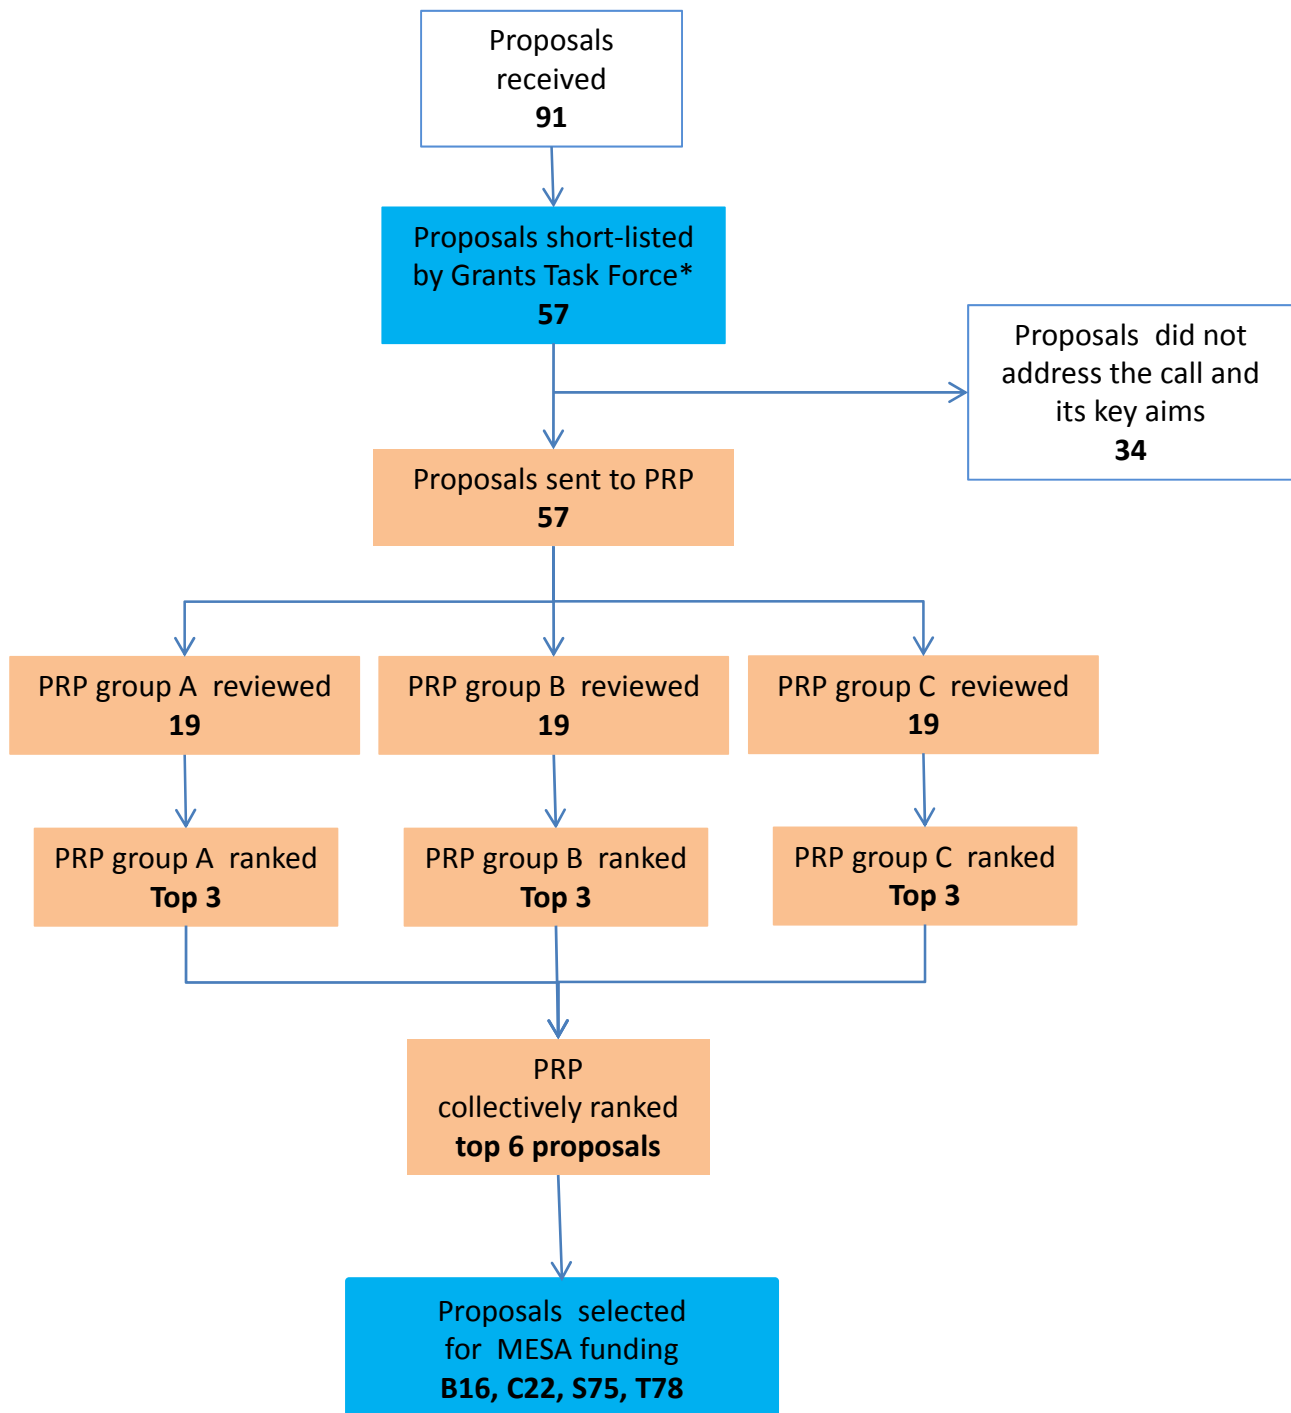 Proposals
received
91
Proposals short-listed
by Grants Task Force*
57
Proposals did not
address the call and
its key aims
34
Proposals sent to PRP
57
PRP group A reviewed
19
PRP group B reviewed
19
PRP group C reviewed
19
PRP group A ranked
Top 3
PRP group B ranked
Top 3
PRP group C ranked
Top 3
PRP
collectively ranked
top 6 proposals
Proposals selected
for MESA funding
B16, C22, S75, T78